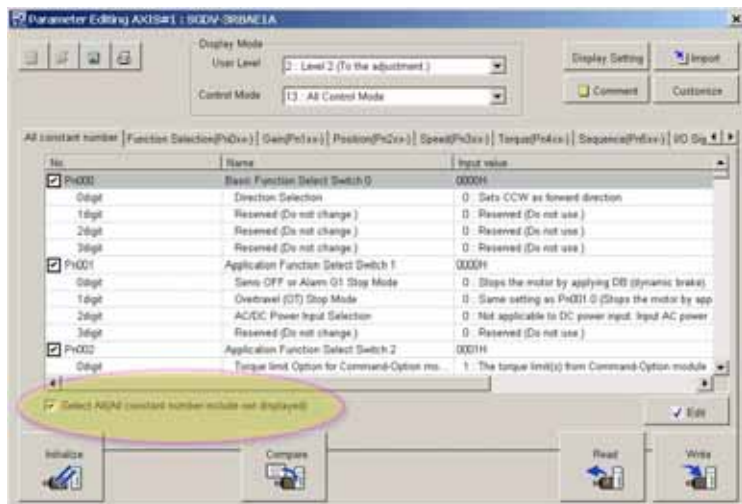 Parameter Editing AXIS#1 : SGDV-3R8AE1A
Display Mode
User Level
2 : Level 2 (To the adjustment.)
Control Mode
13 : All Control Mode
Display Setting
Import
Comment
Customize
All constant number Function Selection(Pn0xx-) Gain(Pn1xx-) Position(Pn2xx-) Speed(Pn3xx-) Torque(Pn4xx-) Sequence(Pn5xx-) I/O Sig
No. Name Input value
Pn000 Basic Function Select Switch 0 0000H
0digit Direction Selection 0 : Sets CCW as forward direction
1digit Reserved (Do not change.) 0 : Reserved (Do not use.)
2digit Reserved (Do not change.) 0 : Reserved (Do not use.)
3digit Reserved (Do not change.) 0 : Reserved (Do not use.)
Pn001 Application Function Select Switch 1 0000H
0digit Servo OFF or Alarm G1 Stop Mode 0 : Stops the motor by applying DB (dynamic brake).
1digit Overtravel (OT) Stop Mode 0 : Same setting as Pn001.0 (Stops the motor by app
2digit AC/DC Power Input Selection 0 : Not applicable to DC power input. Input AC power
3digit Reserved (Do not change.) 0 : Reserved (Do not use.)
Pn002 Application Function Select Switch 2 0001H
0digit Torque limit Option for Command-Option mo... 1 : The torque limit(s) from Command-Option module
Select All(All constant number include not displayed)
Edit
Initialize
Compare
Read
Write